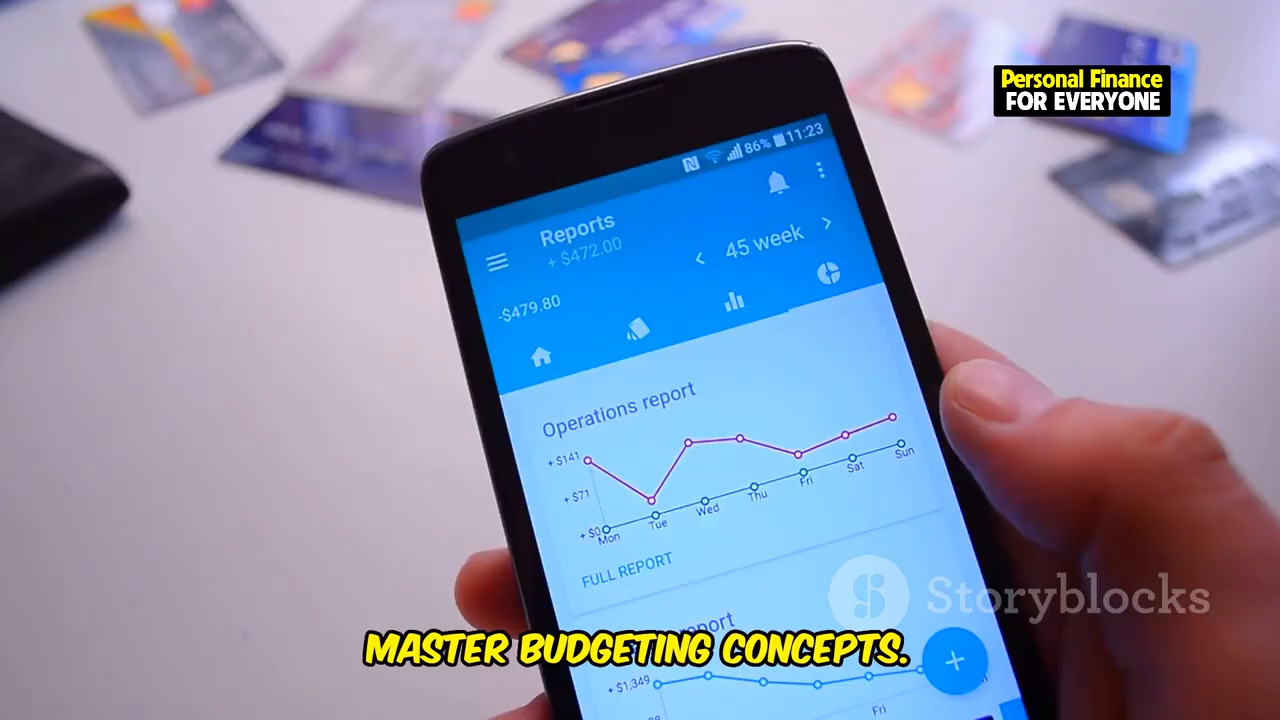 Personal Finance
FOR EVERYONE
86% 11:23
Reports
+ $472.00
45 week
-$479.80
Operations report
+ $141
+ $71
+ $0
Mon Tue Wed Thu Fri Sat Sun
FULL REPORT
Storyblocks
report
MASTER BUDGETING CONCEPTS.
+ $1,349
Fri